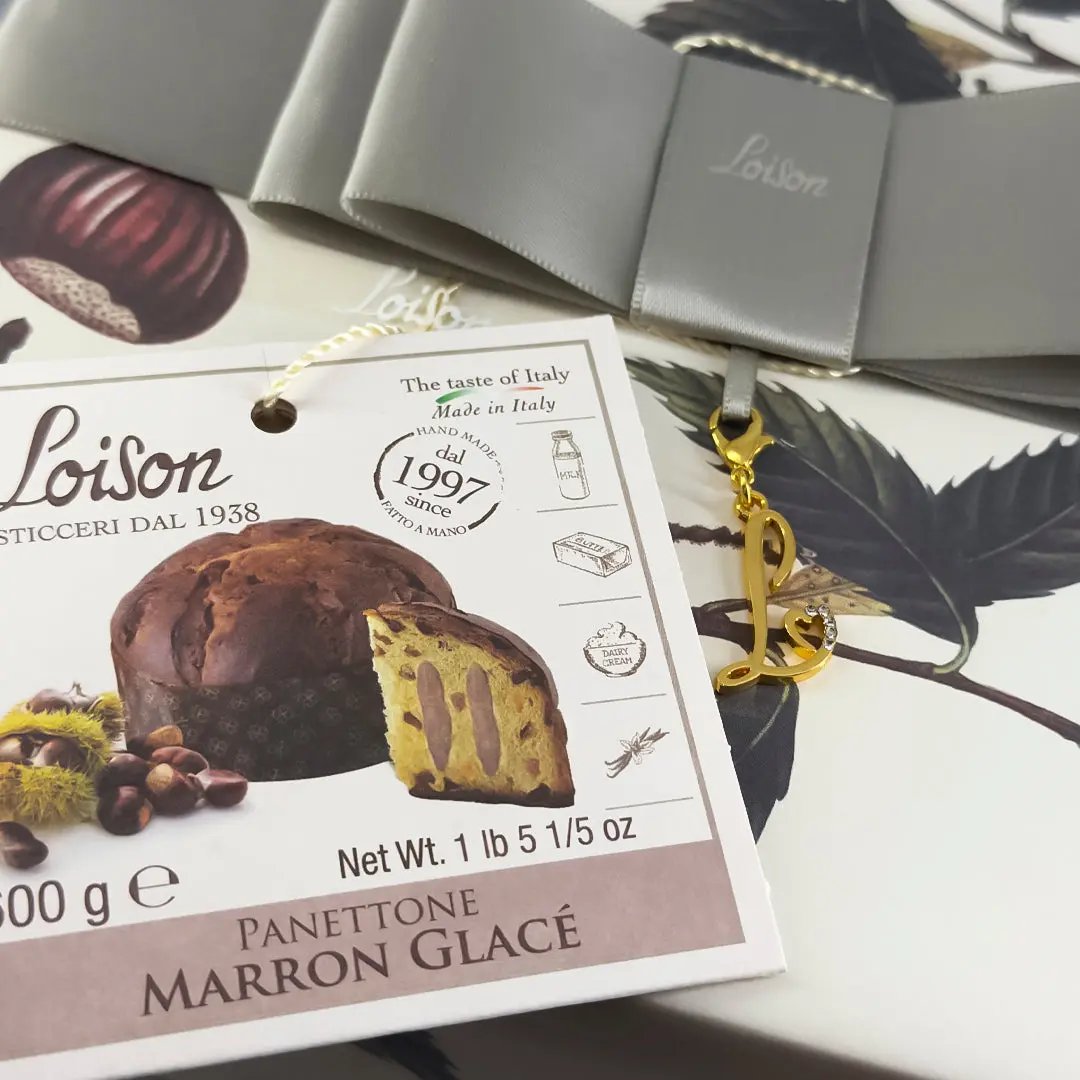 Loison
Loison
The taste of Italy
Made in Italy
Loison
STICCERI DAL 1938
HAND MADE
dal
1997
since
FATTO A MANO
MILK
BUTTER
DAIRY
CREAM
600 g ℮
Net Wt. 1 lb 5 1/5 oz
PANETTONE
MARRON GLACÉ
L